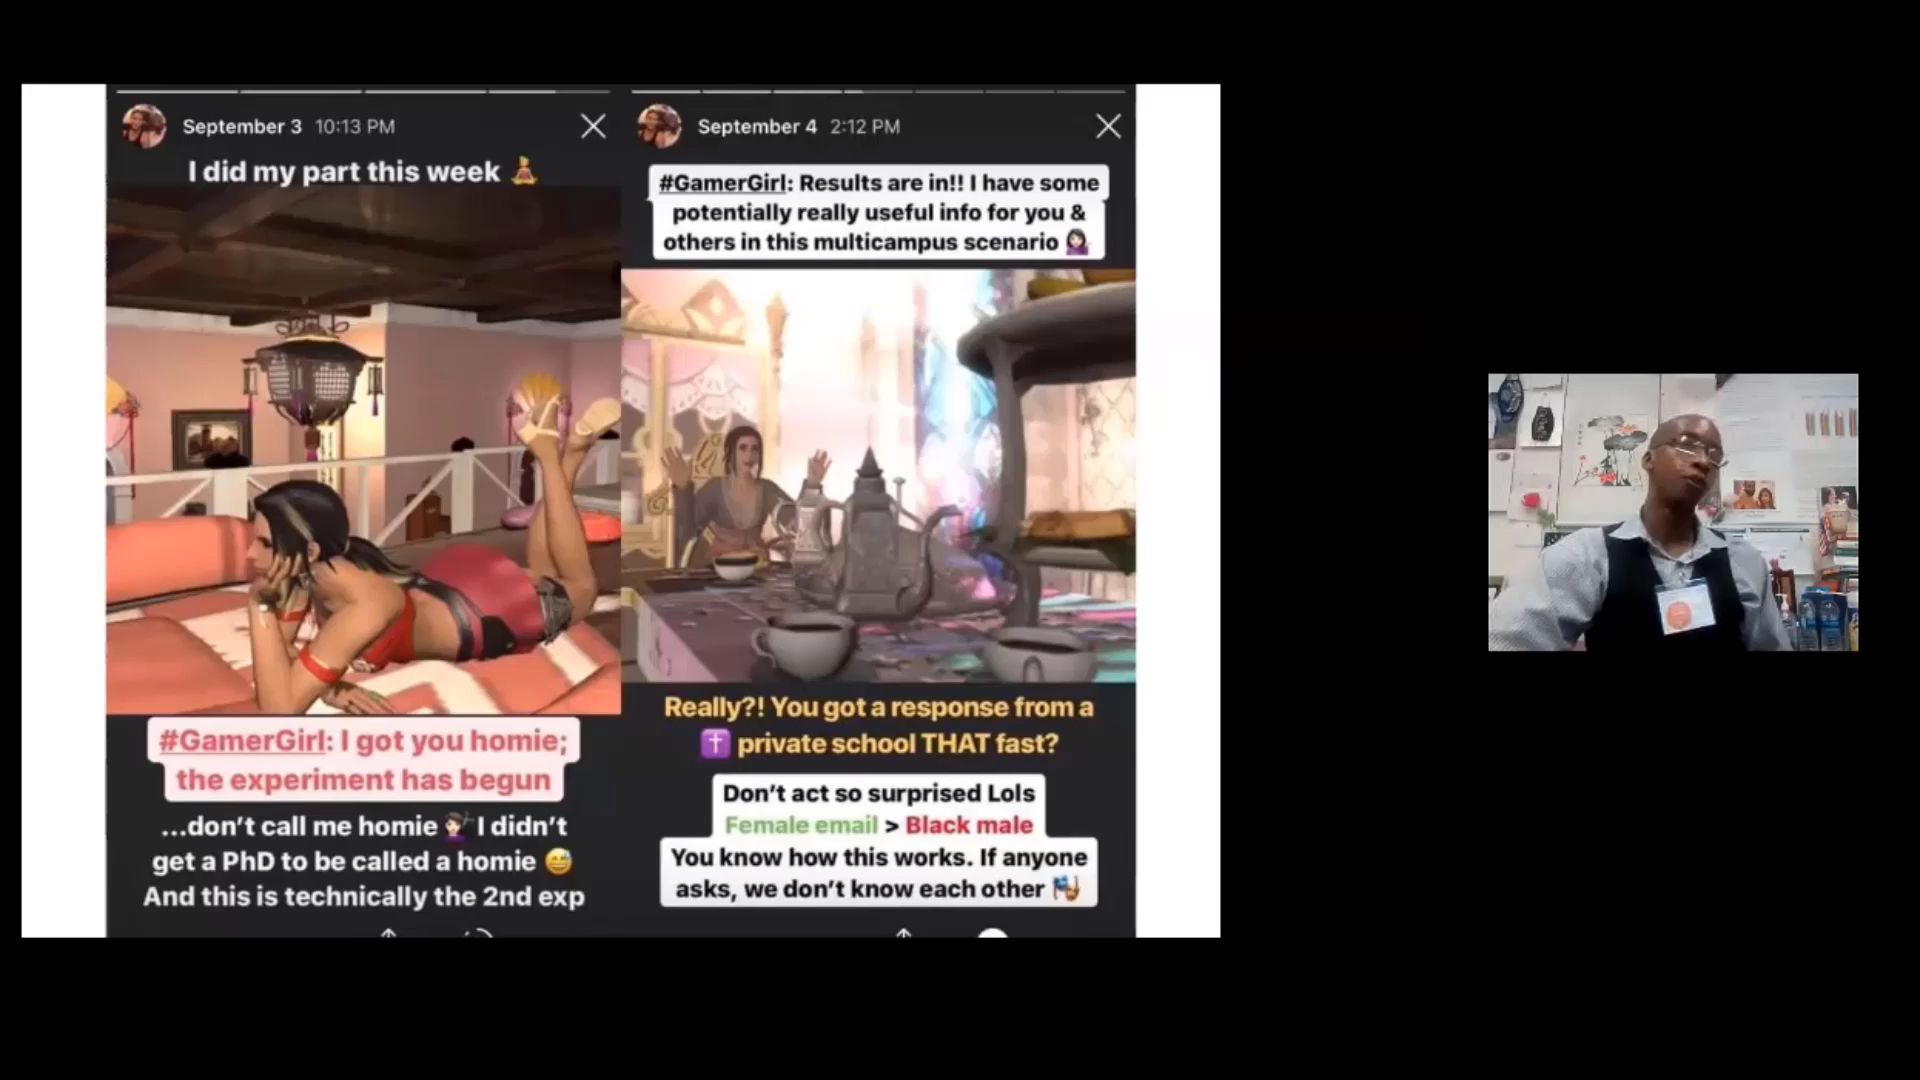 September 3 10:13 PM
I did my part this week 🧘
#GamerGirl: I got you homie;
the experiment has begun
...don't call me homie 💇🏻‍♀️ I didn't
get a PhD to be called a homie 😅
And this is technically the 2nd exp
September 4 2:12 PM
#GamerGirl: Results are in!! I have some
potentially really useful info for you &
others in this multicampus scenario 💁🏻‍♀️
Really?! You got a response from a
✝️ private school THAT fast?
Don't act so surprised Lols
Female email > Black male
You know how this works. If anyone
asks, we don't know each other